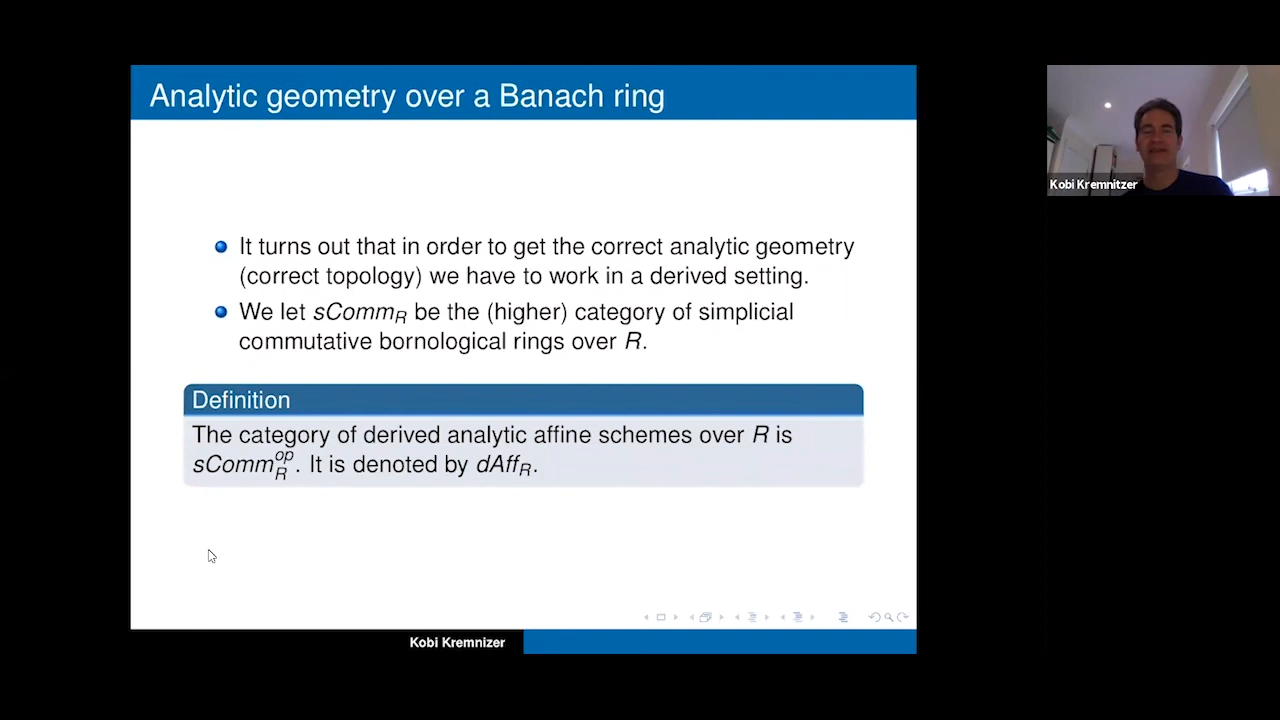 Analytic geometry over a Banach ring
It turns out that in order to get the correct analytic geometry
(correct topology) we have to work in a derived setting.
We let sComm_R be the (higher) category of simplicial
commutative bornological rings over R.
Definition
The category of derived analytic affine schemes over R is
sComm_R^op. It is denoted by dAff_R.
Kobi Kremnizer
Kobi Kremnitzer